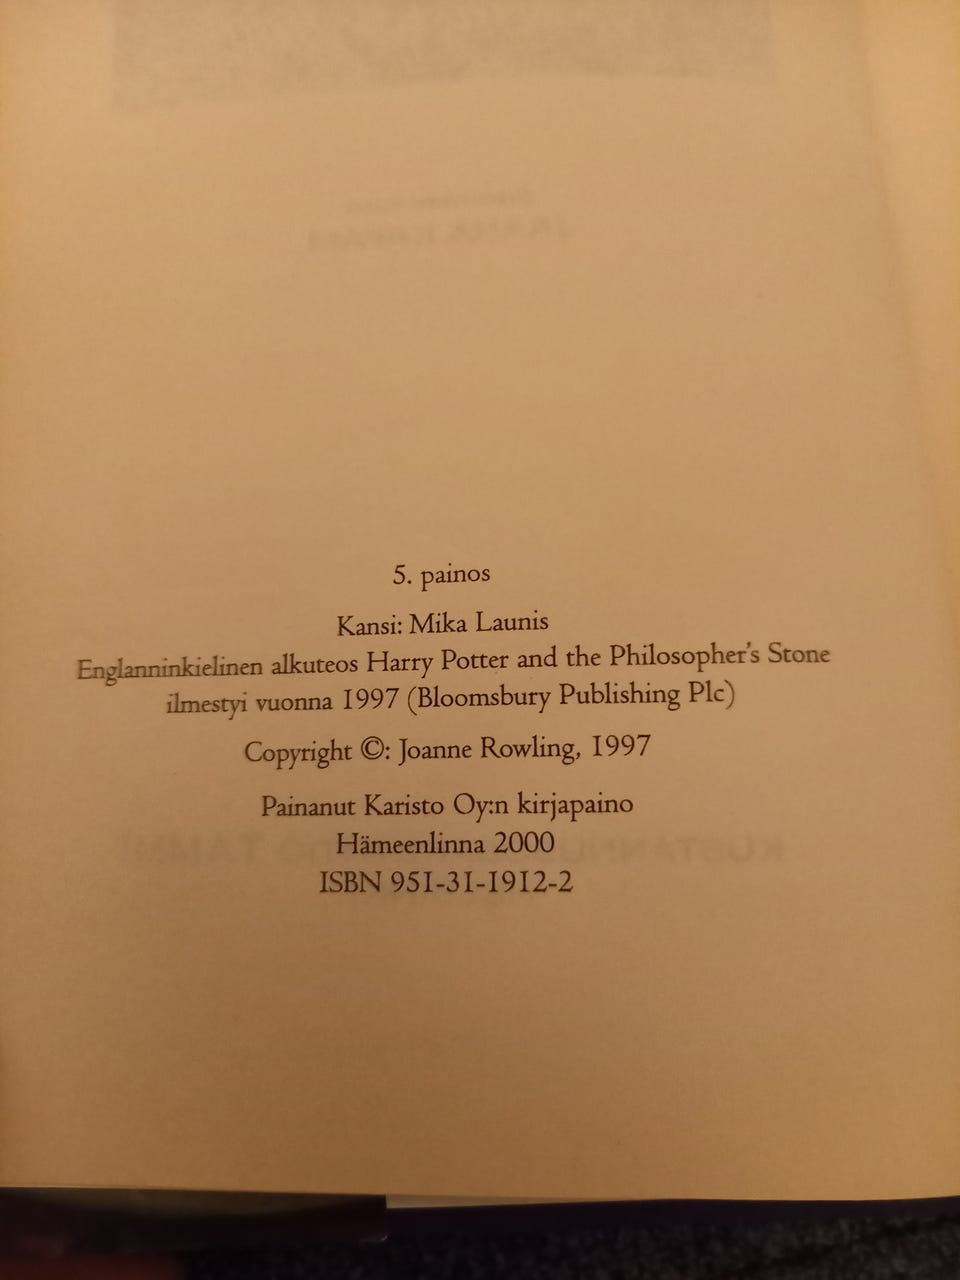 5. painos
Kansi: Mika Launis
Englanninkielinen alkuteos Harry Potter and the Philosopher's Stone
ilmestyi vuonna 1997 (Bloomsbury Publishing Plc)
Copyright ©: Joanne Rowling, 1997
Painanut Karisto Oy:n kirjapaino
Hämeenlinna 2000
ISBN 951-31-1912-2